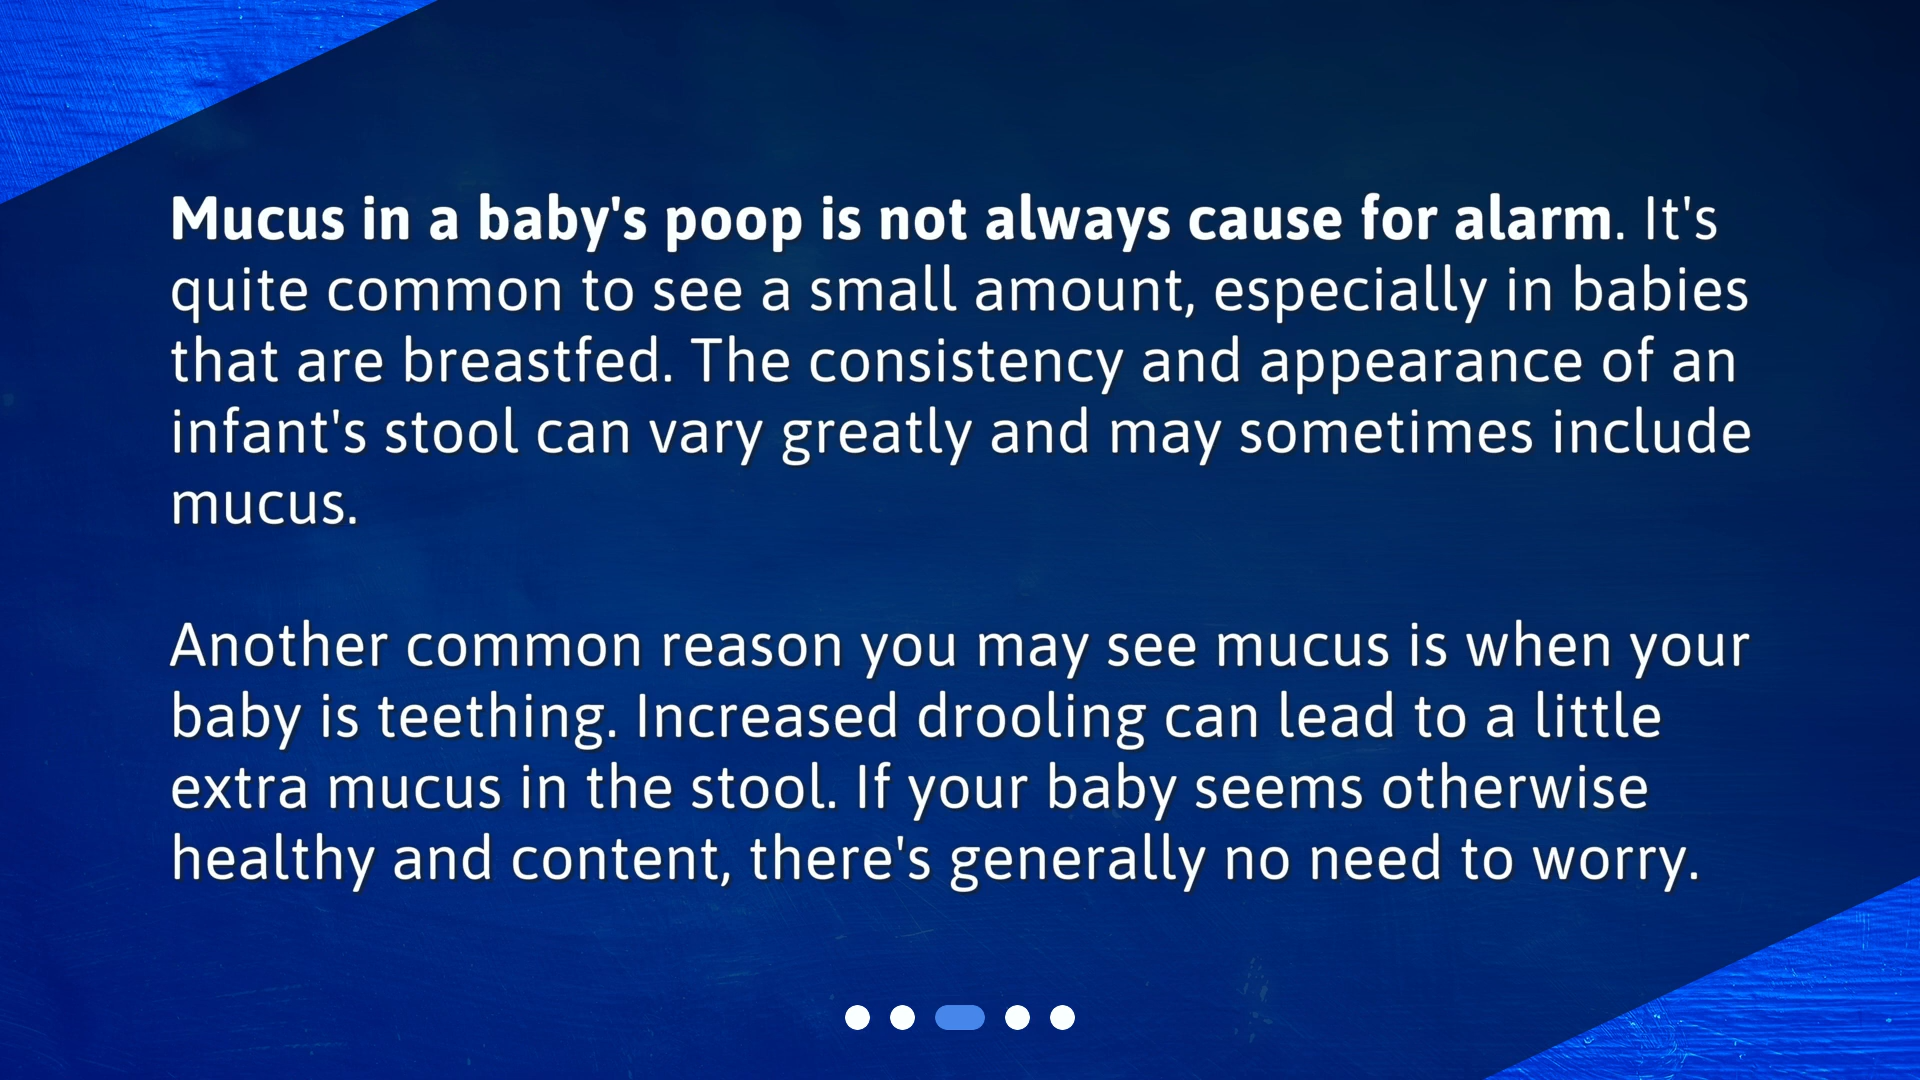 Mucus in a baby's poop is not always cause for alarm. It's
quite common to see a small amount, especially in babies
that are breastfed. The consistency and appearance of an
infant's stool can vary greatly and may sometimes include
mucus.
Another common reason you may see mucus is when your
baby is teething. Increased drooling can lead to a little
extra mucus in the stool. If your baby seems otherwise
healthy and content, there's generally no need to worry.